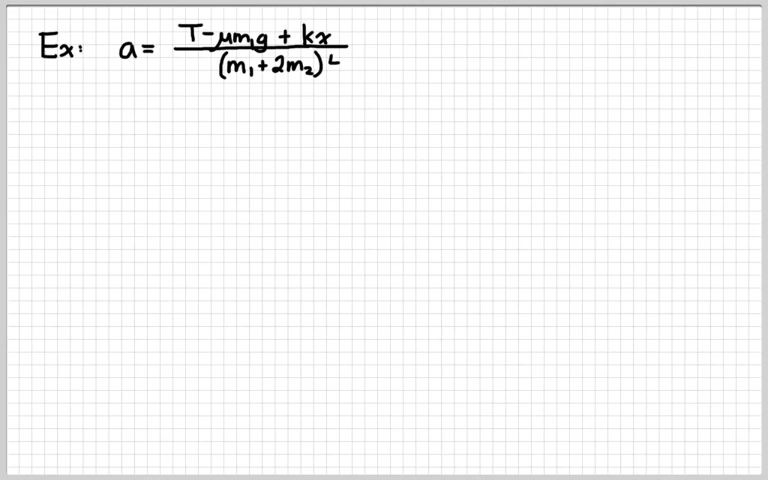 Ex: a = (T - μm₁g + kx) / (m₁ + 2m₂)ᴸ